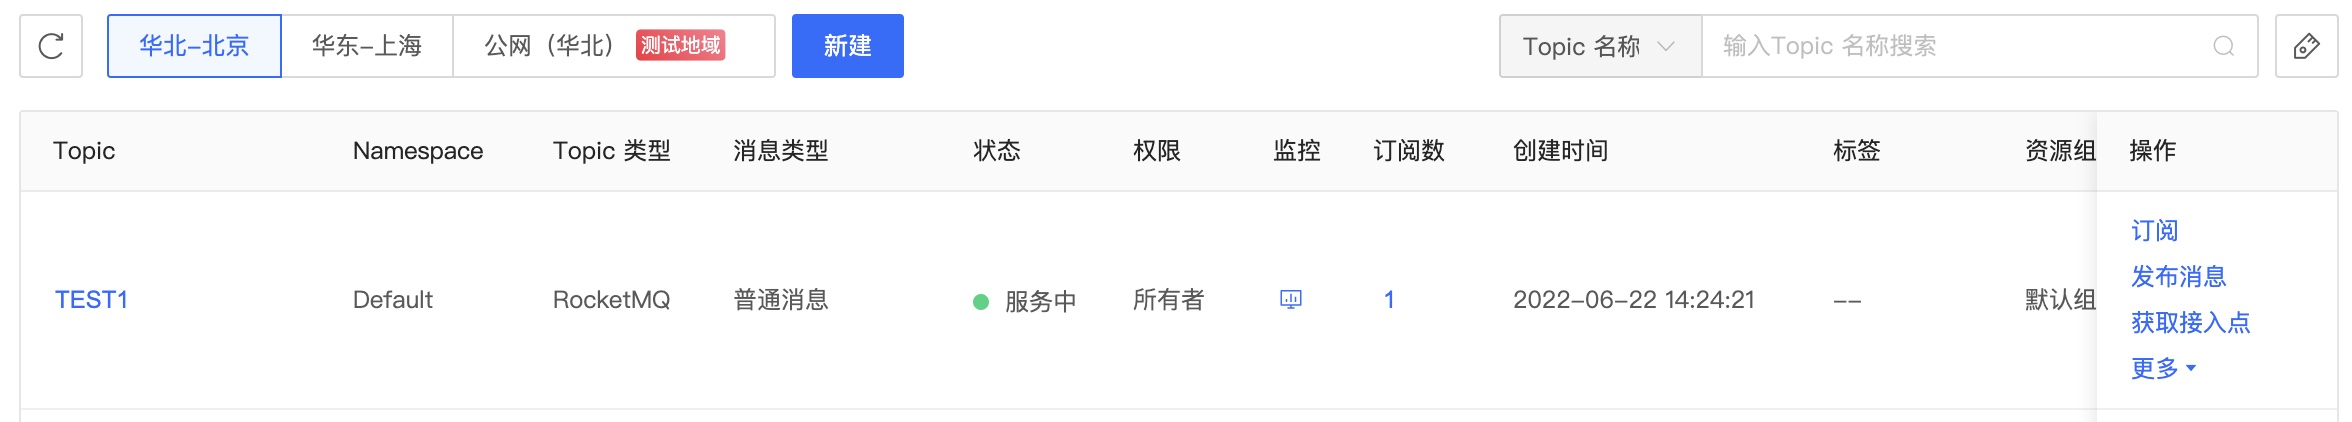 华北-北京 华东-上海 公网（华北） 测试地域 新建 Topic 名称 输入Topic 名称搜索
Topic Namespace Topic 类型 消息类型 状态 权限 监控 订阅数 创建时间 标签 资源组 操作
TEST1 Default RocketMQ 普通消息 服务中 所有者 1 2022-06-22 14:24:21 -- 默认组
订阅
发布消息
获取接入点
更多